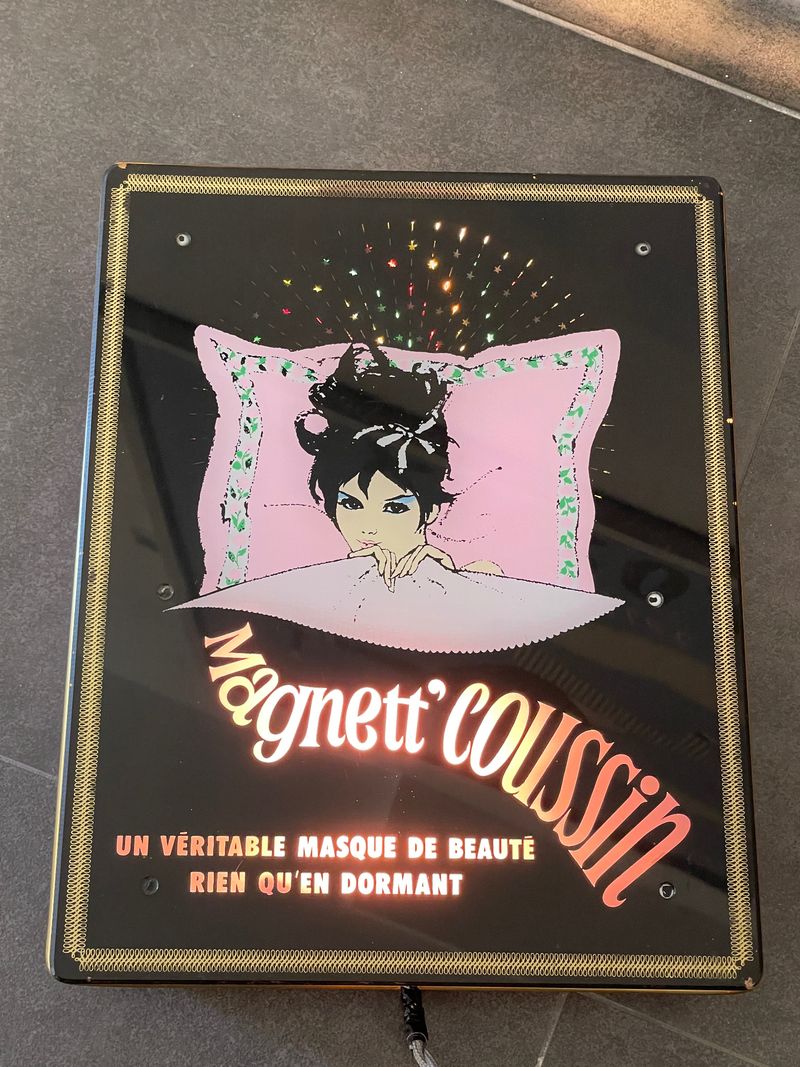 Magnett' Coussin
UN VÉRITABLE MASQUE DE BEAUTÉ
RIEN QU'EN DORMANT